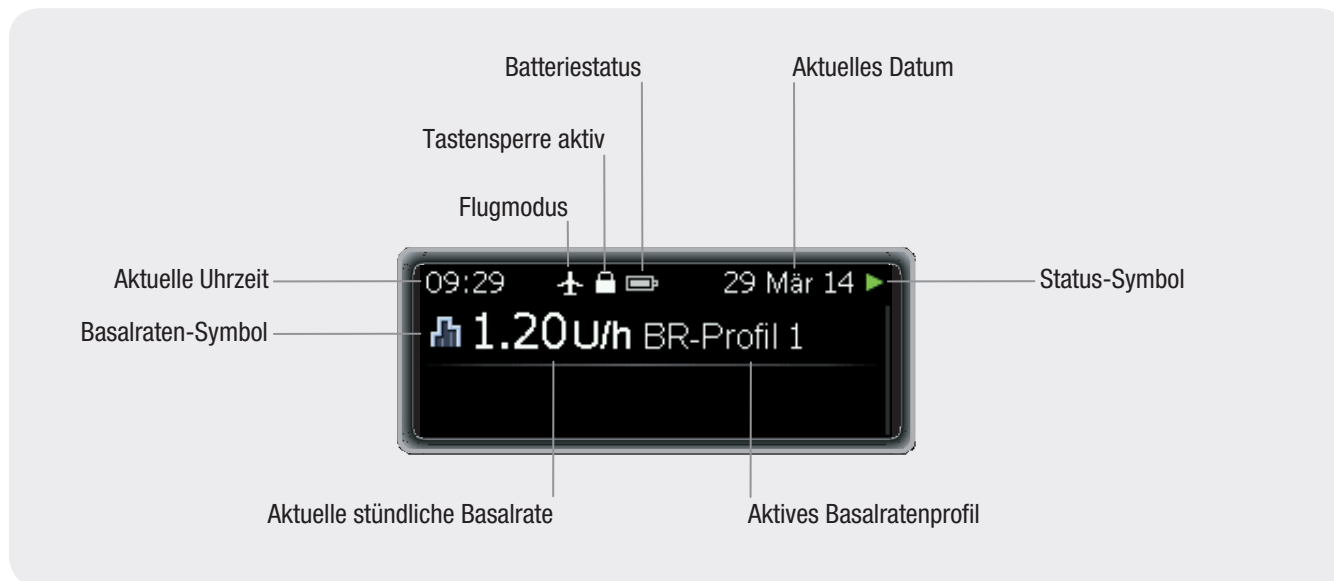 Batteriestatus
Aktuelles Datum
Tastensperre aktiv
Flugmodus
Aktuelle Uhrzeit
09:29
29 Mär 14
Status-Symbol
Basalraten-Symbol
1.20 U/h BR-Profil 1
Aktuelle stündliche Basalrate
Aktives Basalratenprofil